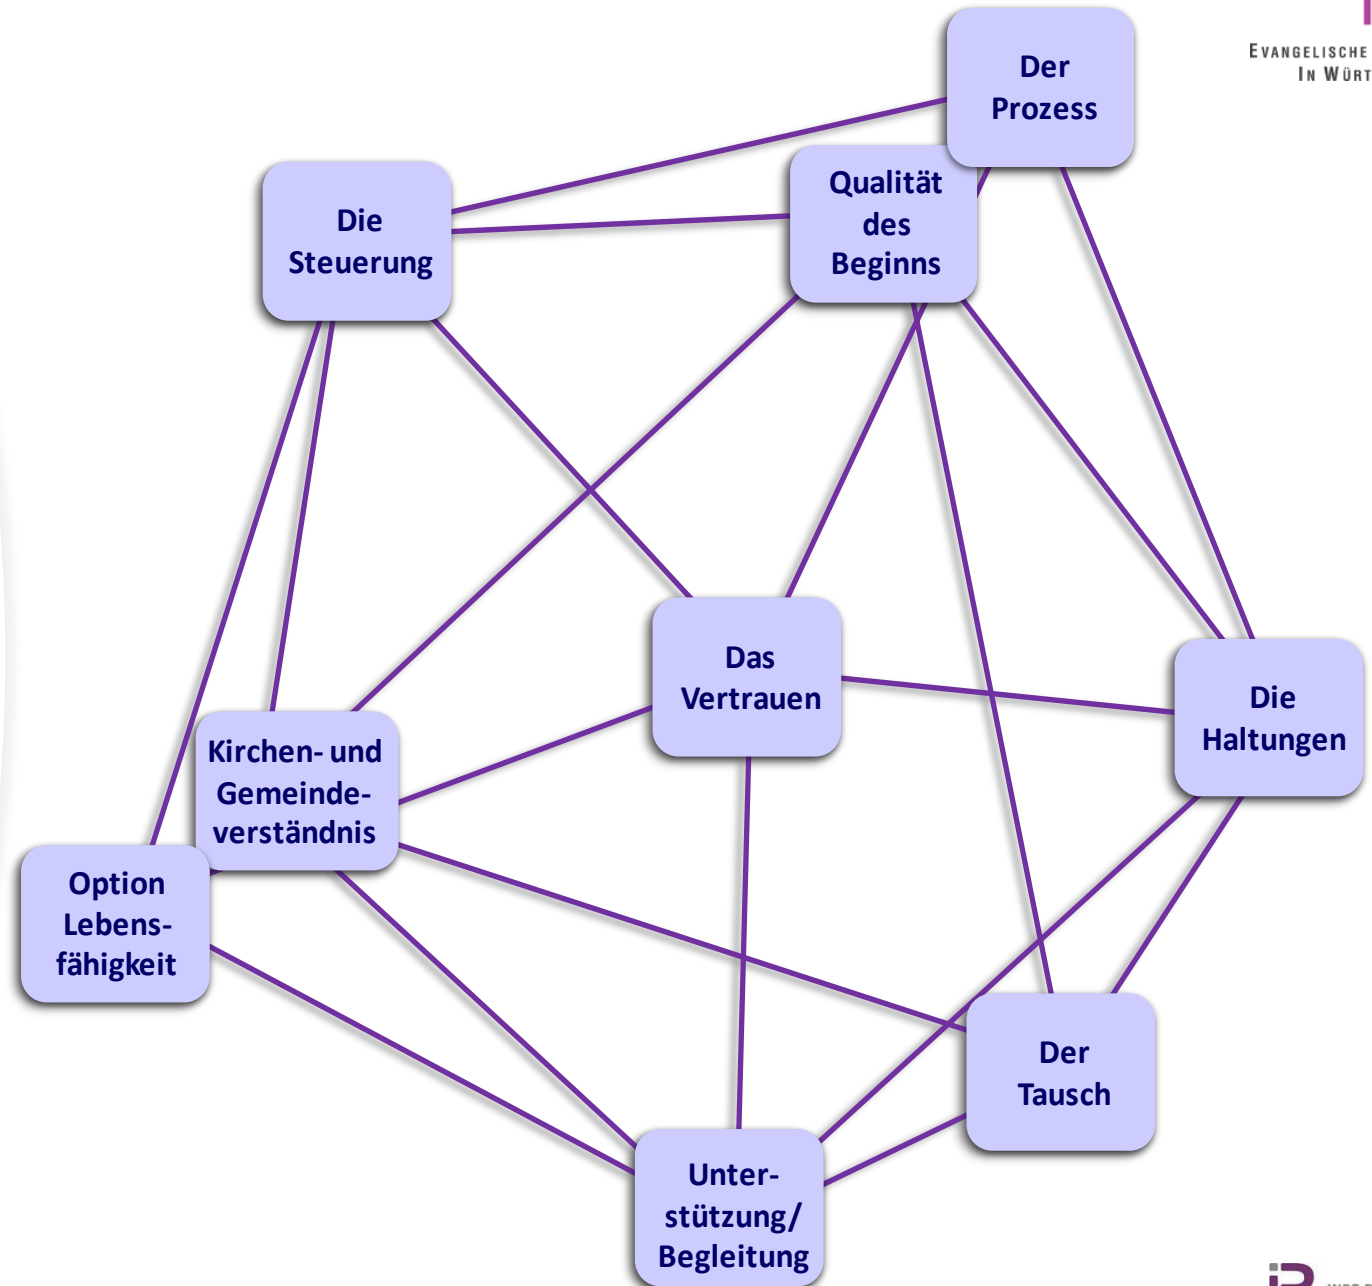 EVANGELISCHE
IN WÜRT
Der
Prozess
Qualität
des
Beginns
Die
Steuerung
Das
Vertrauen
Die
Haltungen
Kirchen- und
Gemeinde-
verständnis
Option
Lebens-
fähigkeit
Der
Tausch
Unter-
stützung/
Begleitung